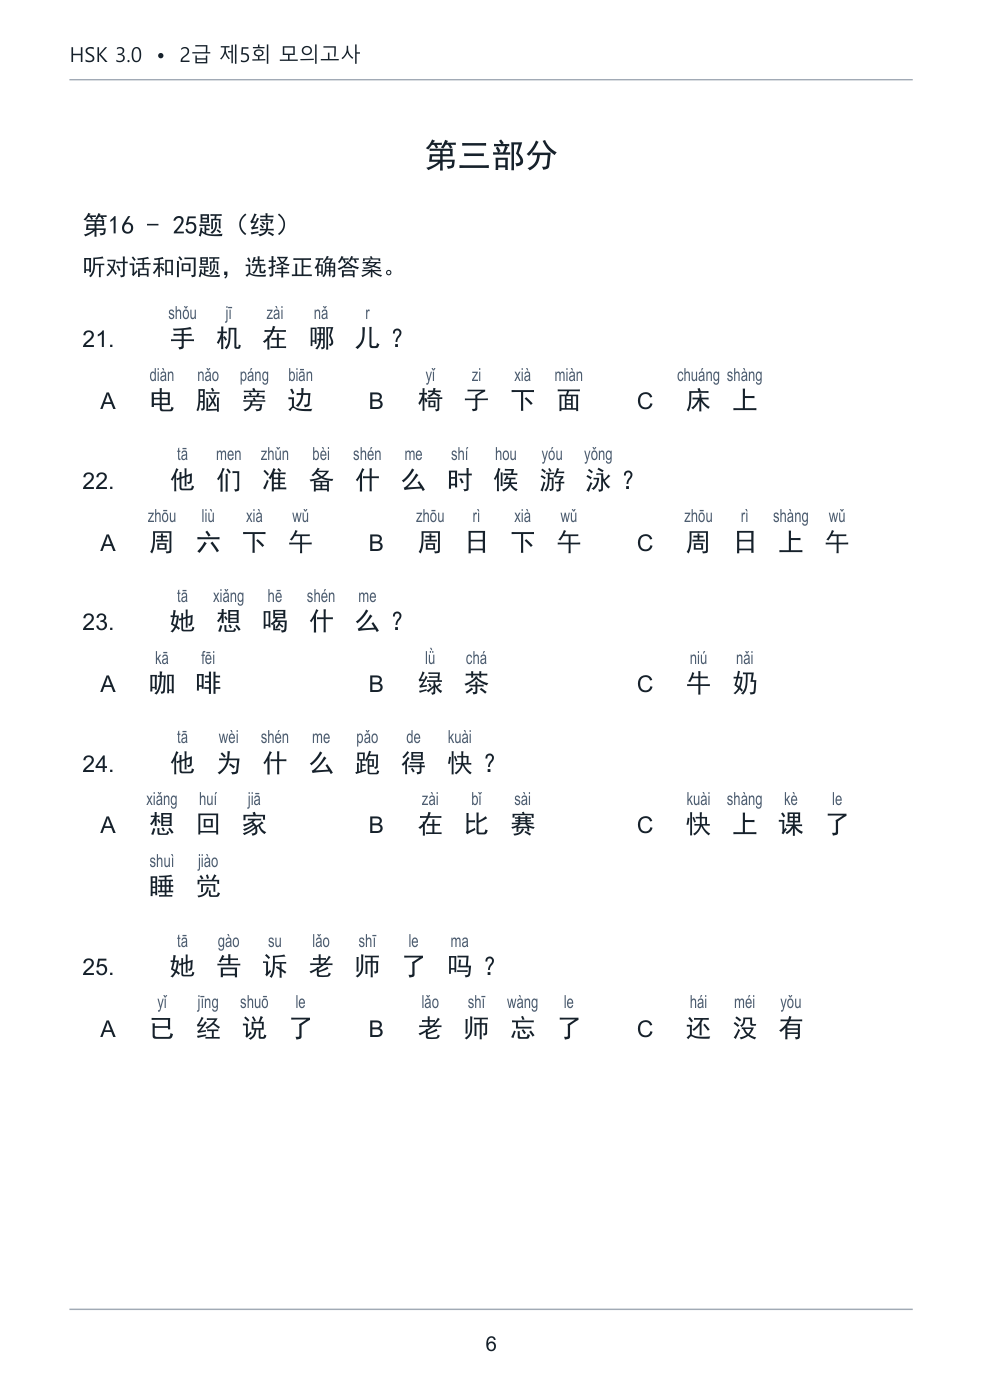 HSK 3.0 • 2급 제5회 모의고사
第三部分
第16 - 25题（续）
听对话和问题，选择正确答案。
shǒu jī zài nǎ r
21. 手机在哪儿？
diàn nǎo páng biān yǐ zi xià miàn chuáng shàng
A 电脑旁边 B 椅子下面 C 床上
tā men zhǔn bèi shén me shí hou yóu yǒng
22. 他们准备什么时候游泳？
zhōu liù xià wǔ zhōu rì xià wǔ zhōu rì shàng wǔ
A 周六下午 B 周日下午 C 周日上午
tā xiǎng hē shén me
23. 她想喝什么？
kā fēi lǜ chá niú nǎi
A 咖啡 B 绿茶 C 牛奶
tā wèi shén me pǎo de kuài
24. 他为什么跑得快？
xiǎng huí jiā zài bǐ sài kuài shàng kè le
A 想回家 B 在比赛 C 快上课了
shuì jiào
睡觉
tā gào su lǎo shī le ma
25. 她告诉老师了吗？
yǐ jīng shuō le lǎo shī wàng le hái méi yǒu
A 已经说了 B 老师忘了 C 还没有
6